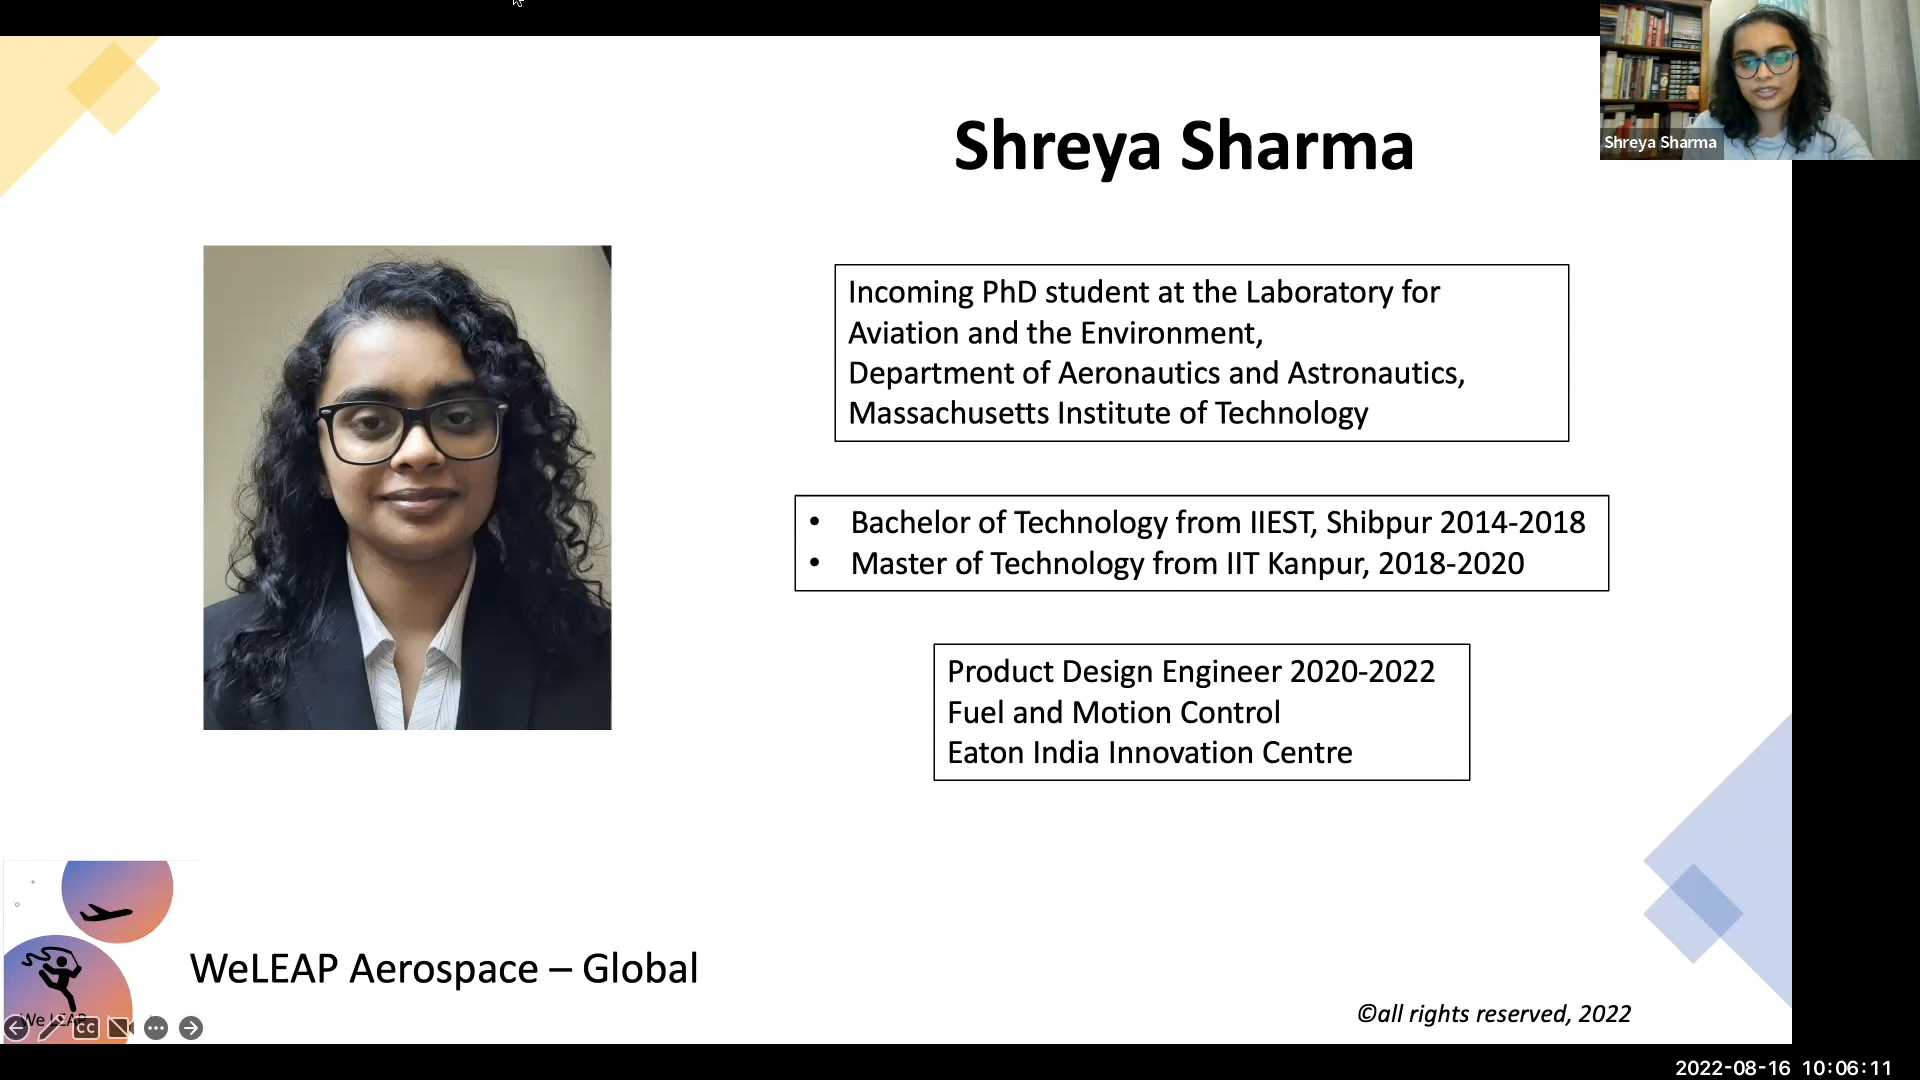 Shreya Sharma
Shreya Sharma
Incoming PhD student at the Laboratory for
Aviation and the Environment,
Department of Aeronautics and Astronautics,
Massachusetts Institute of Technology
• Bachelor of Technology from IIEST, Shibpur 2014-2018
• Master of Technology from IIT Kanpur, 2018-2020
Product Design Engineer 2020-2022
Fuel and Motion Control
Eaton India Innovation Centre
WeLEAP Aerospace – Global
We LEAP
CC
©all rights reserved, 2022
2022-08-16 10:06:11